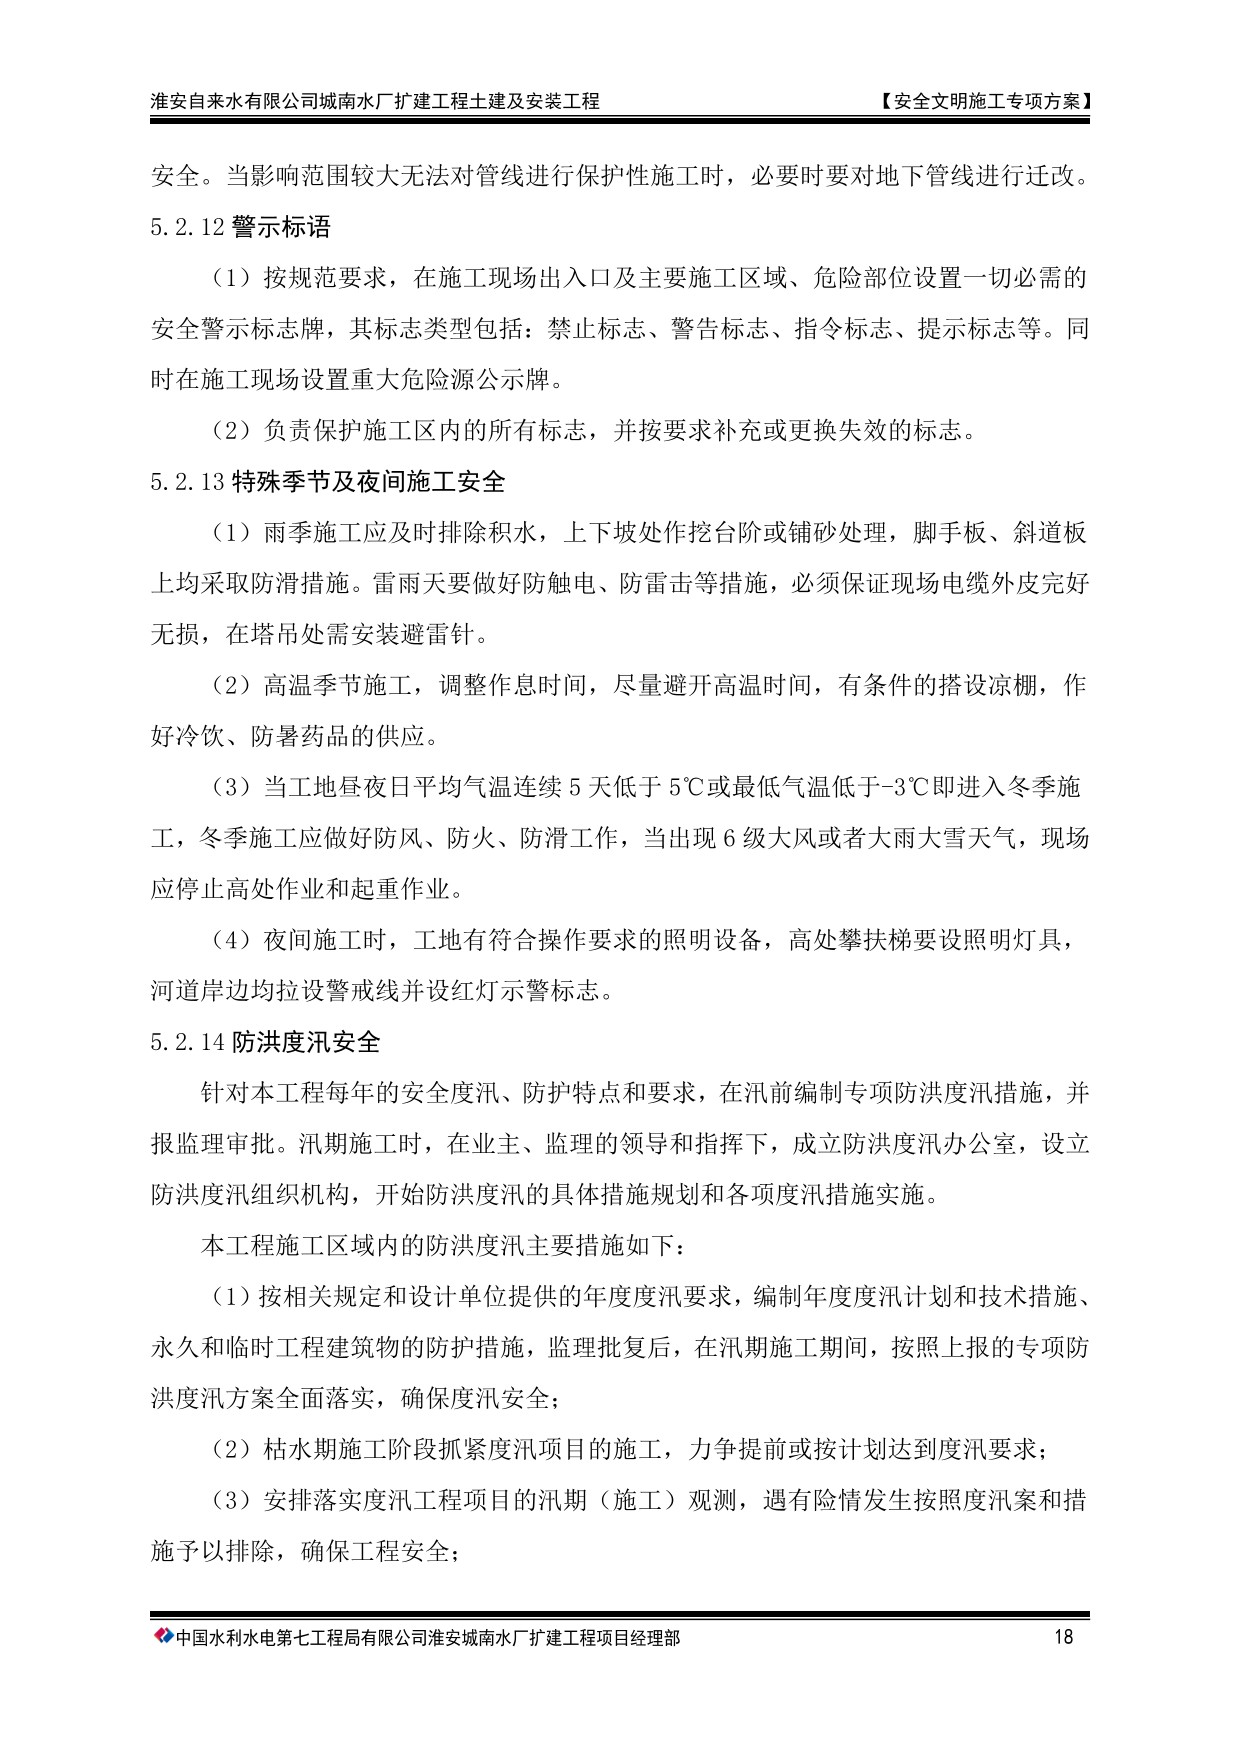 淮安自来水有限公司城南水厂扩建工程土建及安装工程 【安全文明施工专项方案】
安全。当影响范围较大无法对管线进行保护性施工时，必要时要对地下管线进行迁改。
5.2.12 警示标语
（1）按规范要求，在施工现场出入口及主要施工区域、危险部位设置一切必需的
安全警示标志牌，其标志类型包括：禁止标志、警告标志、指令标志、提示标志等。同
时在施工现场设置重大危险源公示牌。
（2）负责保护施工区内的所有标志，并按要求补充或更换失效的标志。
5.2.13 特殊季节及夜间施工安全
（1）雨季施工应及时排除积水，上下坡处作挖台阶或铺砂处理，脚手板、斜道板
上均采取防滑措施。雷雨天要做好防触电、防雷击等措施，必须保证现场电缆外皮完好
无损，在塔吊处需安装避雷针。
（2）高温季节施工，调整作息时间，尽量避开高温时间，有条件的搭设凉棚，作
好冷饮、防暑药品的供应。
（3）当工地昼夜日平均气温连续 5 天低于 5℃或最低气温低于-3℃即进入冬季施
工，冬季施工应做好防风、防火、防滑工作，当出现 6 级大风或者大雨大雪天气，现场
应停止高处作业和起重作业。
（4）夜间施工时，工地有符合操作要求的照明设备，高处攀扶梯要设照明灯具，
河道岸边均拉设警戒线并设红灯示警标志。
5.2.14 防洪度汛安全
针对本工程每年的安全度汛、防护特点和要求，在汛前编制专项防洪度汛措施，并
报监理审批。汛期施工时，在业主、监理的领导和指挥下，成立防洪度汛办公室，设立
防洪度汛组织机构，开始防洪度汛的具体措施规划和各项度汛措施实施。
本工程施工区域内的防洪度汛主要措施如下：
（1）按相关规定和设计单位提供的年度度汛要求，编制年度度汛计划和技术措施、
永久和临时工程建筑物的防护措施，监理批复后，在汛期施工期间，按照上报的专项防
洪度汛方案全面落实，确保度汛安全；
（2）枯水期施工阶段抓紧度汛项目的施工，力争提前或按计划达到度汛要求；
（3）安排落实度汛工程项目的汛期（施工）观测，遇有险情发生按照度汛案和措
施予以排除，确保工程安全；
中国水利水电第七工程局有限公司淮安城南水厂扩建工程项目经理部 18